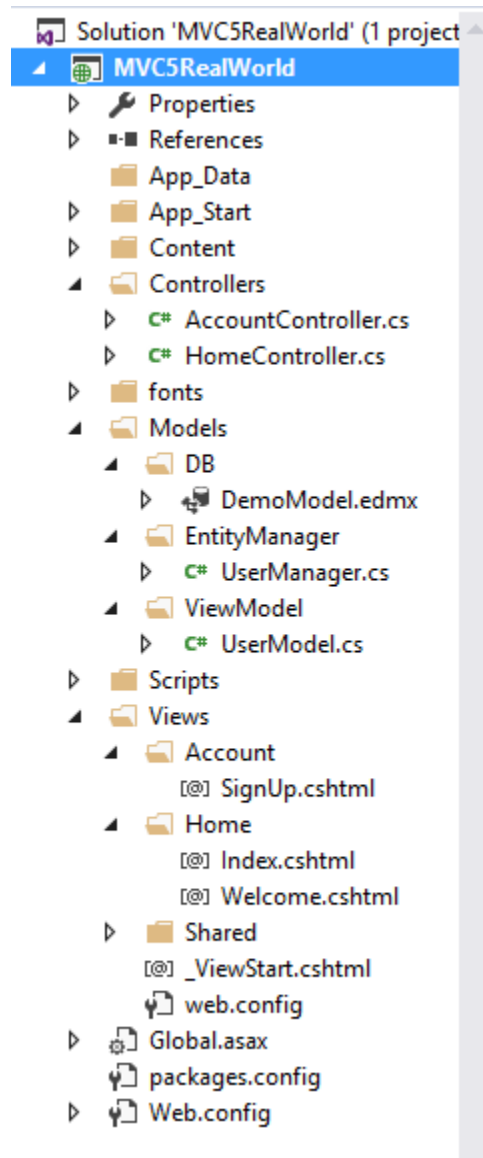 Solution 'MVC5RealWorld' (1 project
MVC5RealWorld
Properties
References
App_Data
App_Start
Content
Controllers
C# AccountController.cs
C# HomeController.cs
fonts
Models
DB
DemoModel.edmx
EntityManager
C# UserManager.cs
ViewModel
C# UserModel.cs
Scripts
Views
Account
[@] SignUp.cshtml
Home
[@] Index.cshtml
[@] Welcome.cshtml
Shared
[@] _ViewStart.cshtml
web.config
Global.asax
packages.config
Web.config